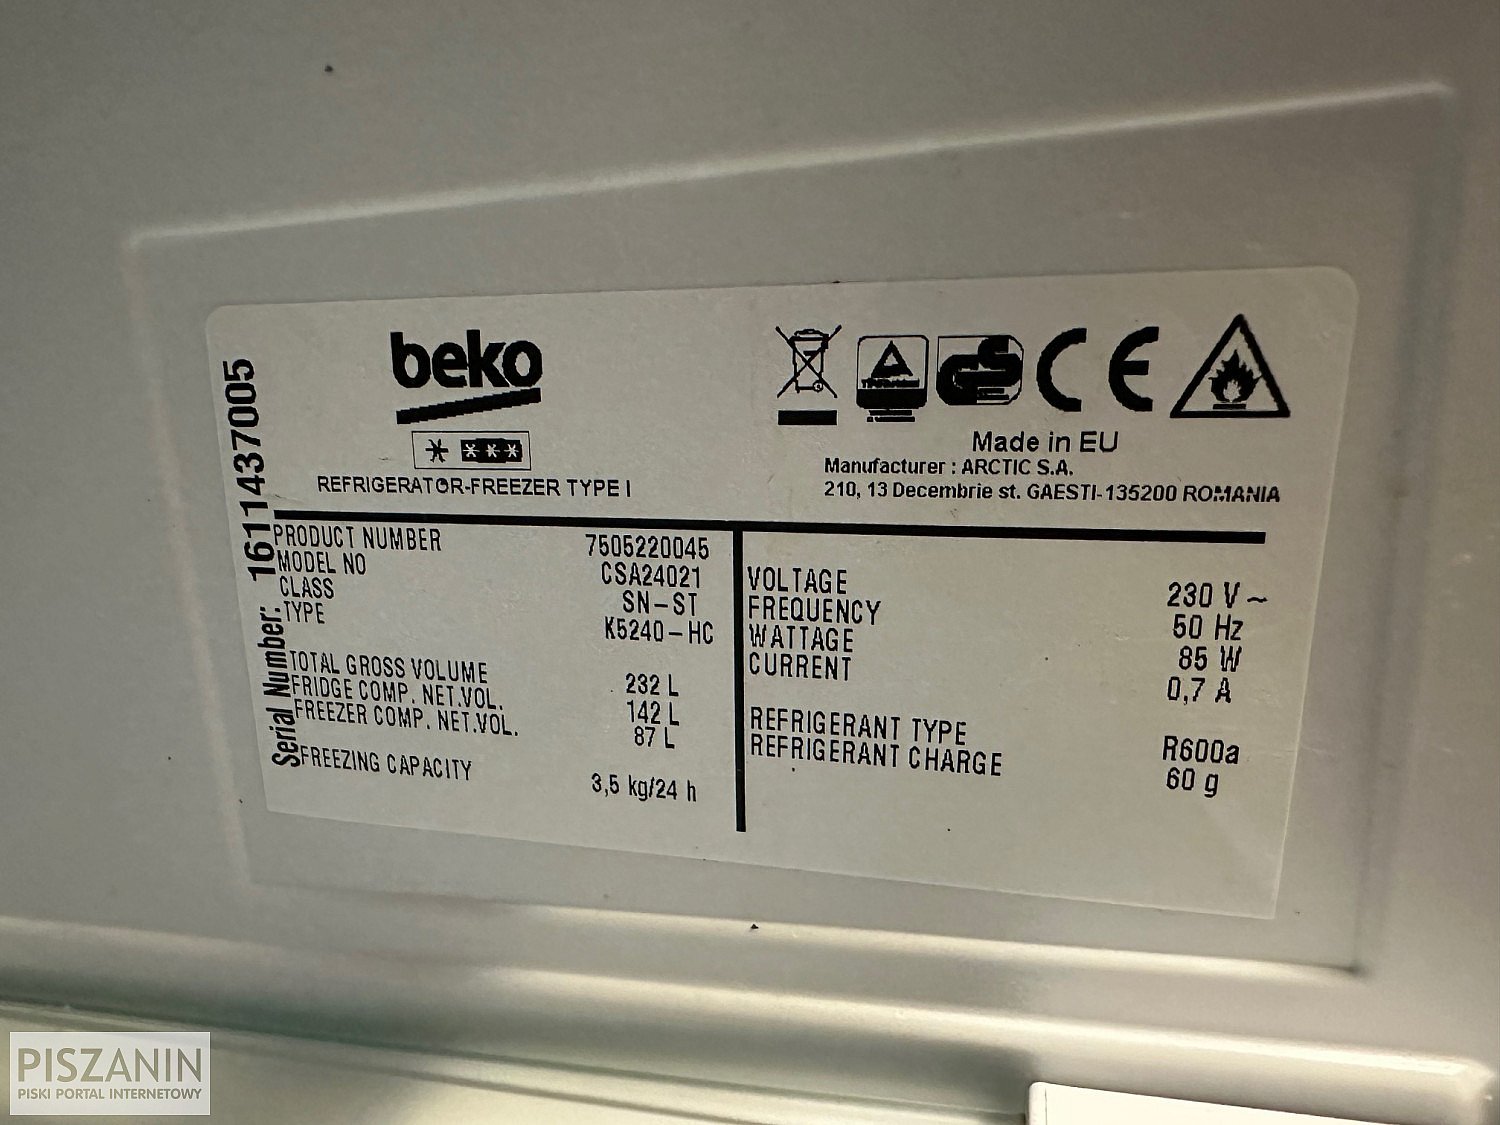 beko
REFRIGERATOR-FREEZER TYPE I
Serial Number: 1611437005
GS
CE
Made in EU
Manufacturer : ARCTIC S.A.
210, 13 Decembrie st. GAESTI-135200 ROMANIA
PRODUCT NUMBER 7505220045
MODEL NO CSA24021
CLASS SN-ST
TYPE K5240-HC
TOTAL GROSS VOLUME 232 L
FRIDGE COMP. NET.VOL. 142 L
FREEZER COMP. NET.VOL. 87 L
FREEZING CAPACITY 3,5 kg/24 h
VOLTAGE 230 V ~
FREQUENCY 50 Hz
WATTAGE 85 W
CURRENT 0,7 A
REFRIGERANT TYPE R600a
REFRIGERANT CHARGE 60 g
PISZANIN
PISKI PORTAL INTERNETOWY